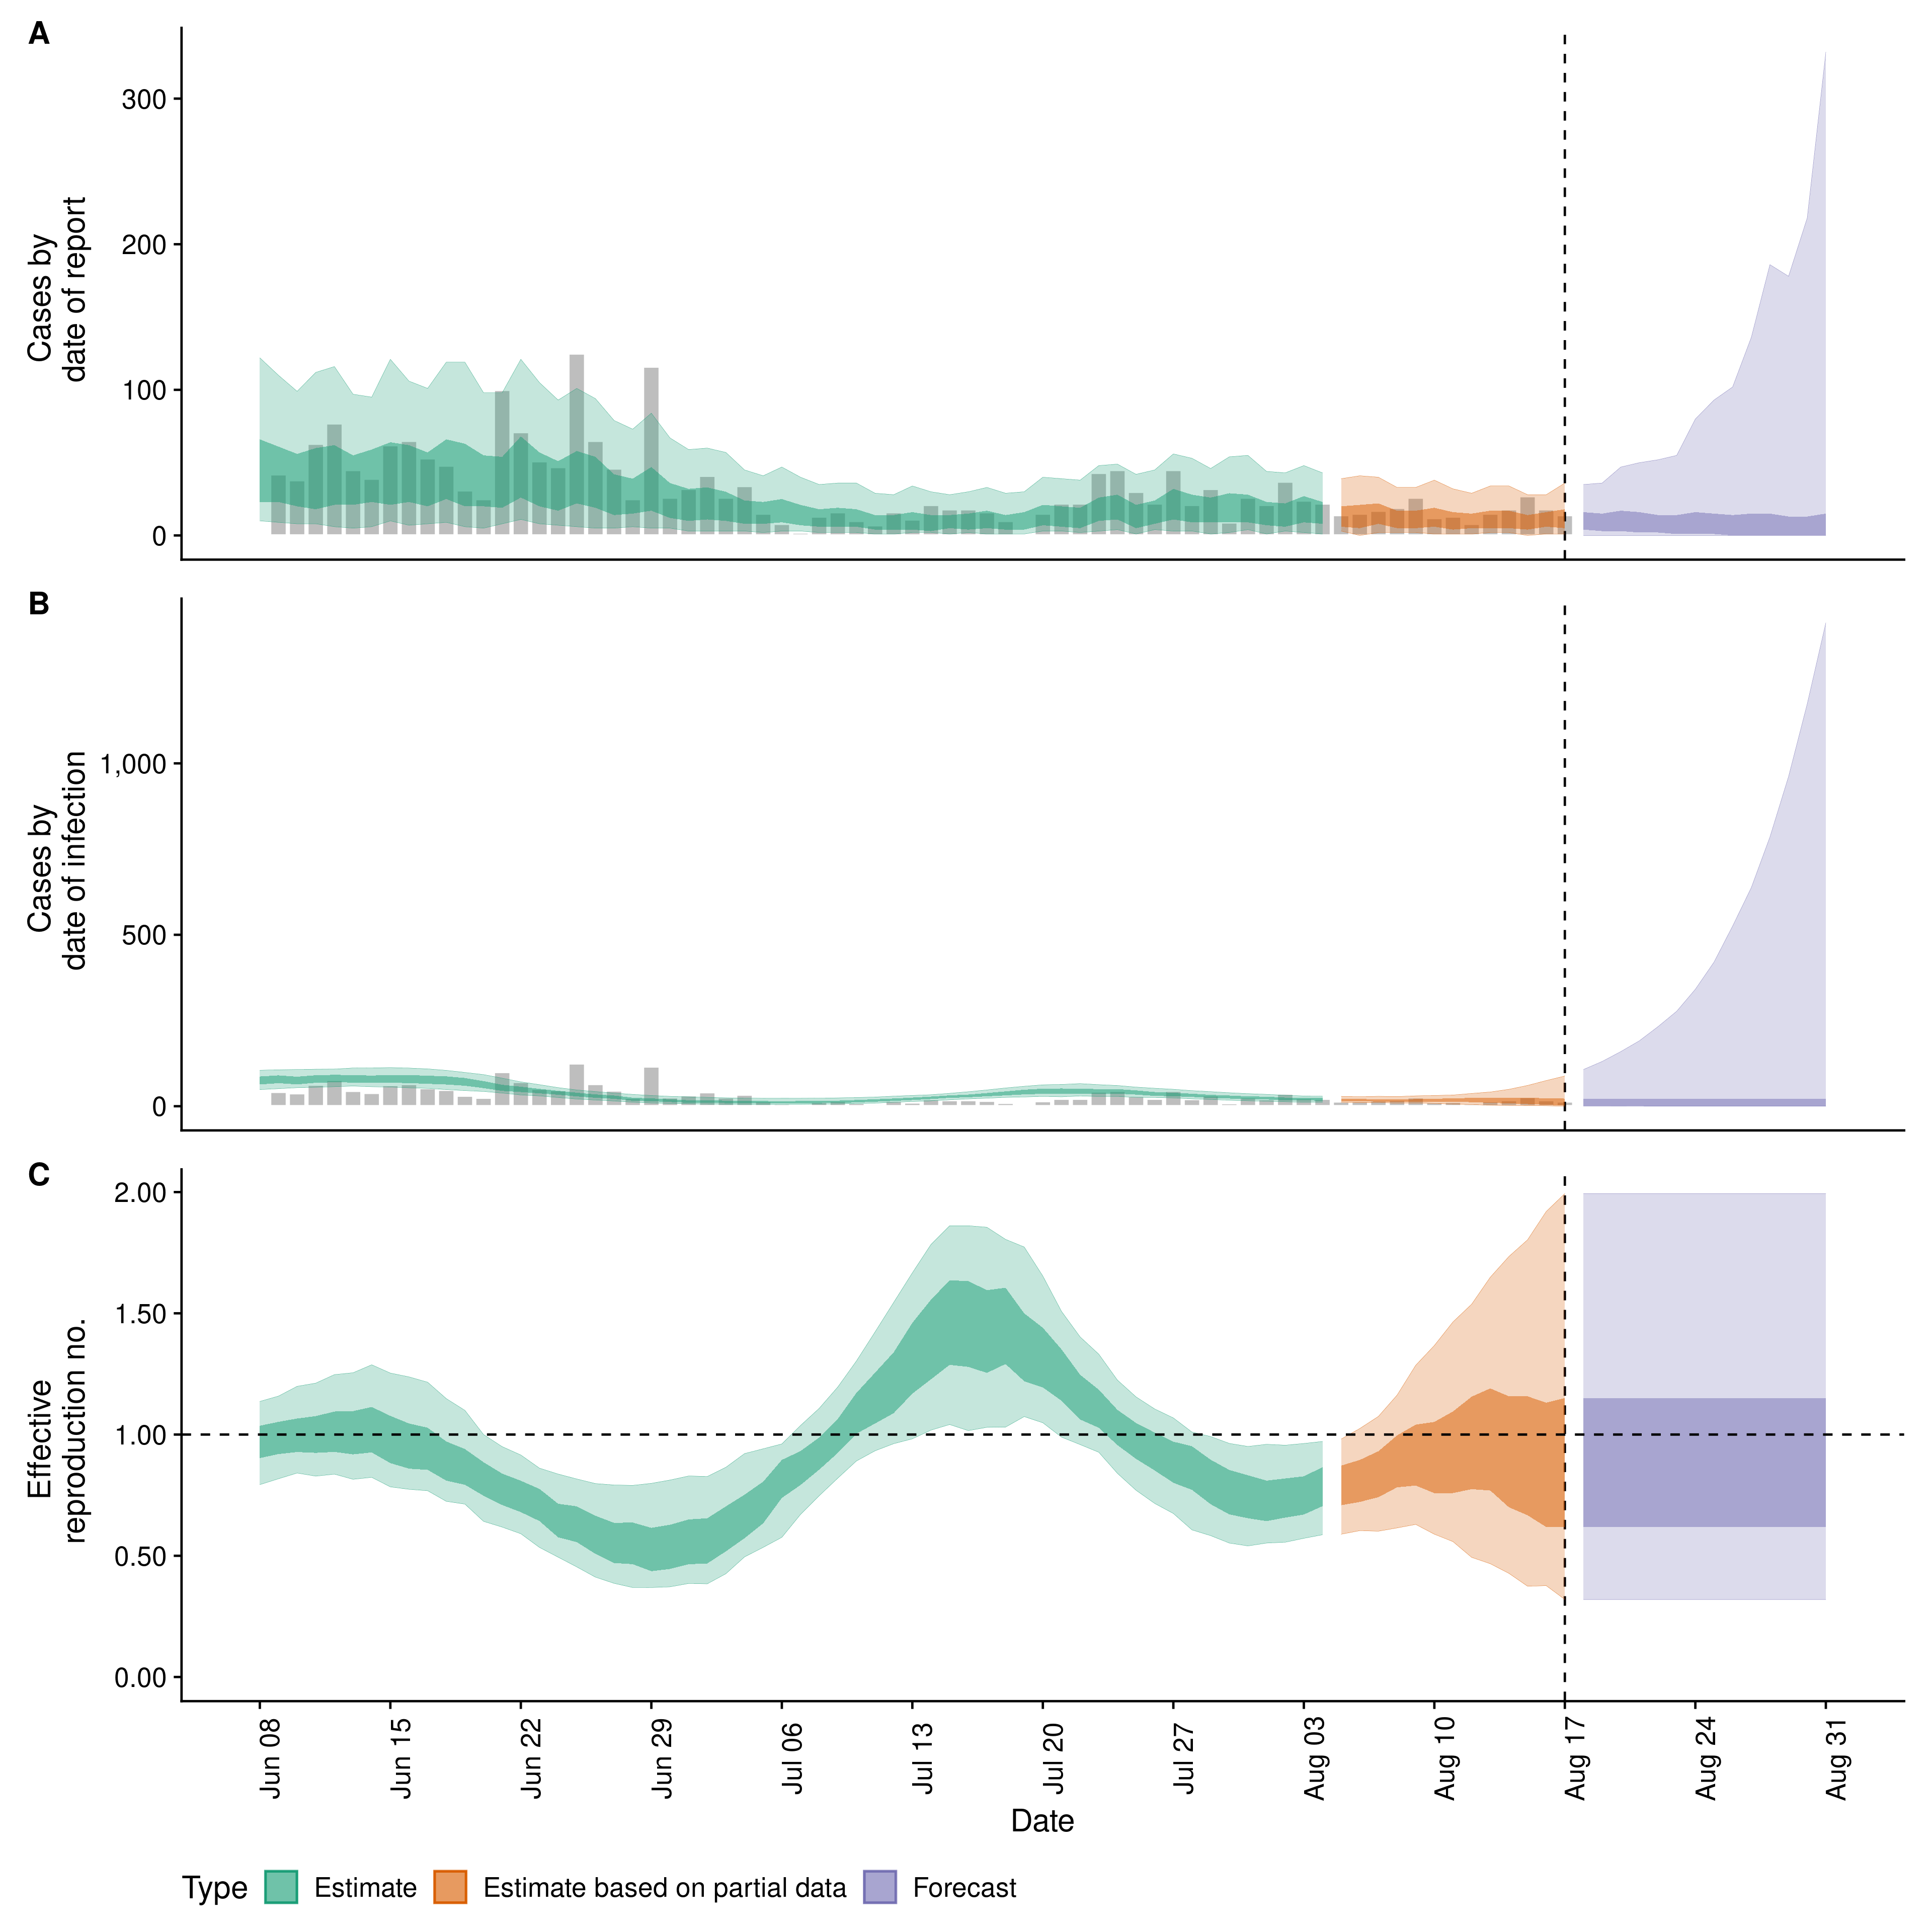 A
Cases by
date of report
300
200
100
0
B
Cases by
date of infection
1,000
500
0
C
Effective
reproduction no.
2.00
1.50
1.00
0.50
0.00
Jun 08
Jun 15
Jun 22
Jun 29
Jul 06
Jul 13
Jul 20
Jul 27
Aug 03
Aug 10
Aug 17
Aug 24
Aug 31
Date
Type Estimate Estimate based on partial data Forecast